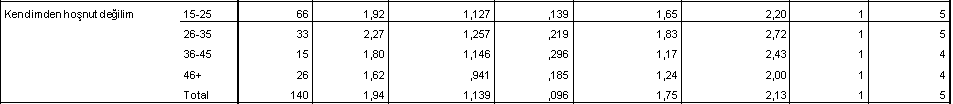 Kendimden hoşnut değilim 15-25 66 1,92 1,127 ,139 1,65 2,20 1 5
26-35 33 2,27 1,257 ,219 1,83 2,72 1 5
36-45 15 1,80 1,146 ,296 1,17 2,43 1 4
46+ 26 1,62 ,941 ,185 1,24 2,00 1 4
Total 140 1,94 1,139 ,096 1,75 2,13 1 5